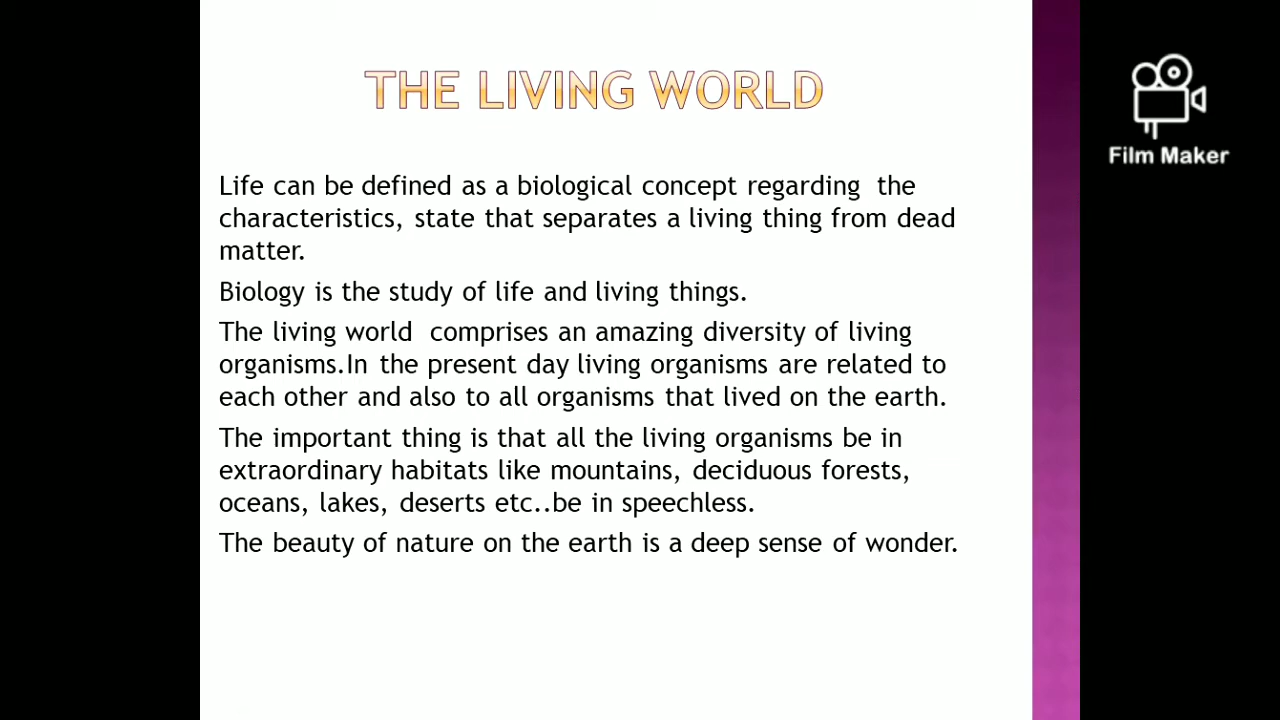 THE LIVING WORLD
Film Maker
Life can be defined as a biological concept regarding  the
characteristics, state that separates a living thing from dead
matter.
Biology is the study of life and living things.
The living world  comprises an amazing diversity of living
organisms.In the present day living organisms are related to
each other and also to all organisms that lived on the earth.
The important thing is that all the living organisms be in
extraordinary habitats like mountains, deciduous forests,
oceans, lakes, deserts etc..be in speechless.
The beauty of nature on the earth is a deep sense of wonder.